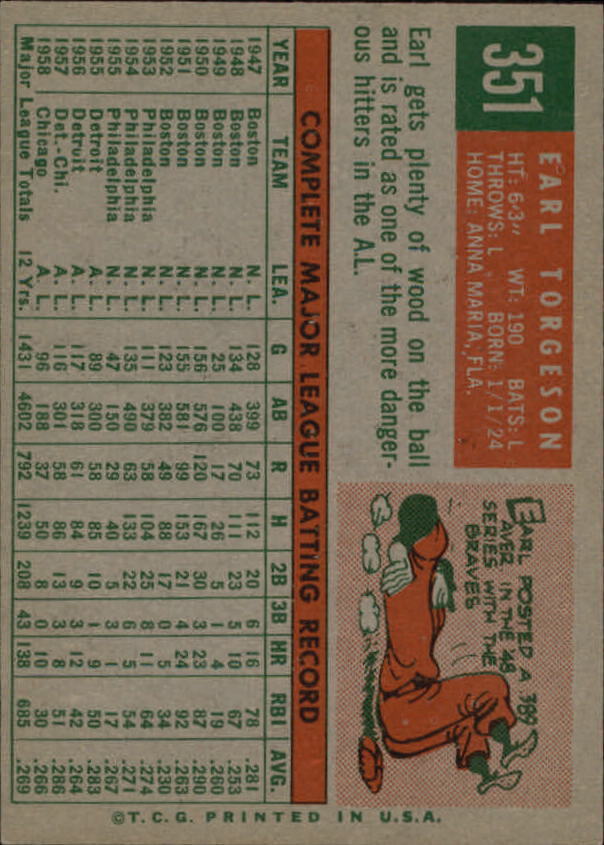 351
EARL TORGESON
HT: 6'3" WT: 190 BATS: L
THROWS: L BORN: 1/1/24
HOME: ANNA MARIA, FLA.
Earl gets plenty of wood on the ball
and is rated as one of the more danger-
ous hitters in the A.L.
EARL POSTED A .389
AVER. IN THE '48
SERIES WITH THE
BRAVES
COMPLETE MAJOR LEAGUE BATTING RECORD
YEAR TEAM LEA. G AB R H 2B 3B HR RBI AVG.
1947 Boston N. L. 128 399 73 112 20 6 16 78 .281
1948 Boston N. L. 134 438 70 111 23 5 10 67 .253
1949 Boston N. L. 25 100 17 26 5 1 4 19 .260
1950 Boston N. L. 156 576 120 167 30 3 23 87 .290
1951 Boston N. L. 155 581 99 153 21 4 24 92 .263
1952 Boston N. L. 123 382 49 88 17 0 5 34 .230
1953 Philadelphia N. L. 111 379 58 104 25 8 11 64 .274
1954 Philadelphia N. L. 135 490 63 133 22 6 5 54 .271
1955 Philadelphia N. L. 47 150 29 40 5 3 1 17 .267
1955 Detroit A. L. 89 300 58 85 10 1 9 50 .283
1956 Detroit A. L. 117 318 61 84 9 3 12 42 .264
1957 Det.-Chi. A. L. 116 301 58 86 13 3 8 51 .286
1958 Chicago A. L. 96 188 37 50 8 0 10 30 .266
Major League Totals 12 Yrs. 1431 4602 792 1239 208 43 138 685 .269
©T.C.G. PRINTED IN U.S.A.